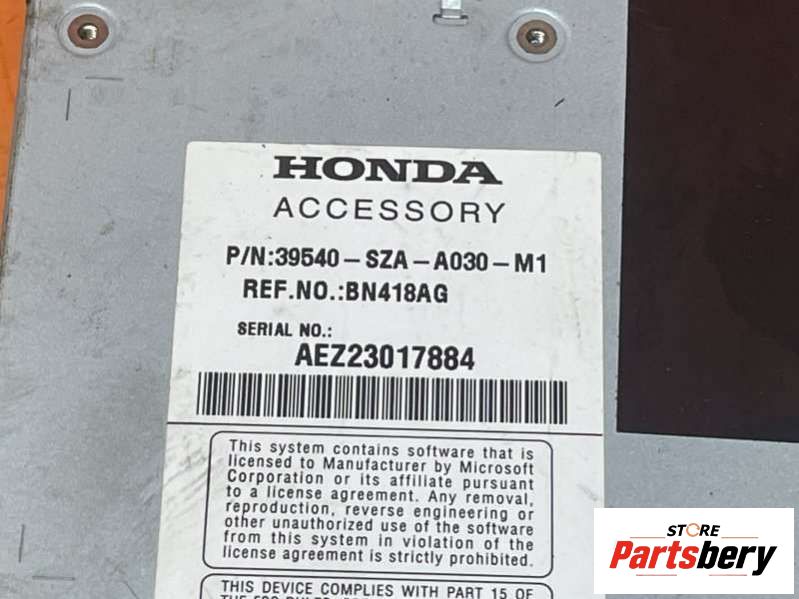 HONDA
ACCESSORY
P/N:39540-SZA-A030-M1
REF.NO.:BN418AG
SERIAL NO.:
AEZ23017884
This system contains software that is
licensed to Manufacturer by Microsoft
Corporation or its affiliate pursuant
to a license agreement. Any removal,
reproduction, reverse engineering or
other unauthorized use of the software
from this system in violation of the
license agreement is strictly prohibited.
THIS DEVICE COMPLIES WITH PART 15 OF
STORE
Partsbery